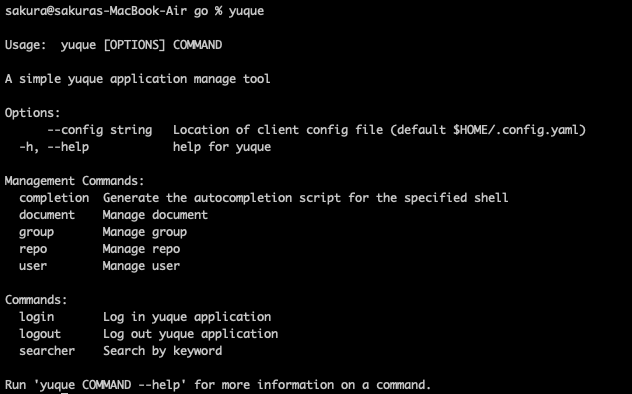 sakura@sakuras-MacBook-Air go % yuque
Usage:  yuque [OPTIONS] COMMAND
A simple yuque application manage tool
Options:
      --config string   Location of client config file (default $HOME/.config.yaml)
  -h, --help            help for yuque
Management Commands:
  completion  Generate the autocompletion script for the specified shell
  document    Manage document
  group       Manage group
  repo        Manage repo
  user        Manage user
Commands:
  login       Log in yuque application
  logout      Log out yuque application
  searcher    Search by keyword
Run 'yuque COMMAND --help' for more information on a command.